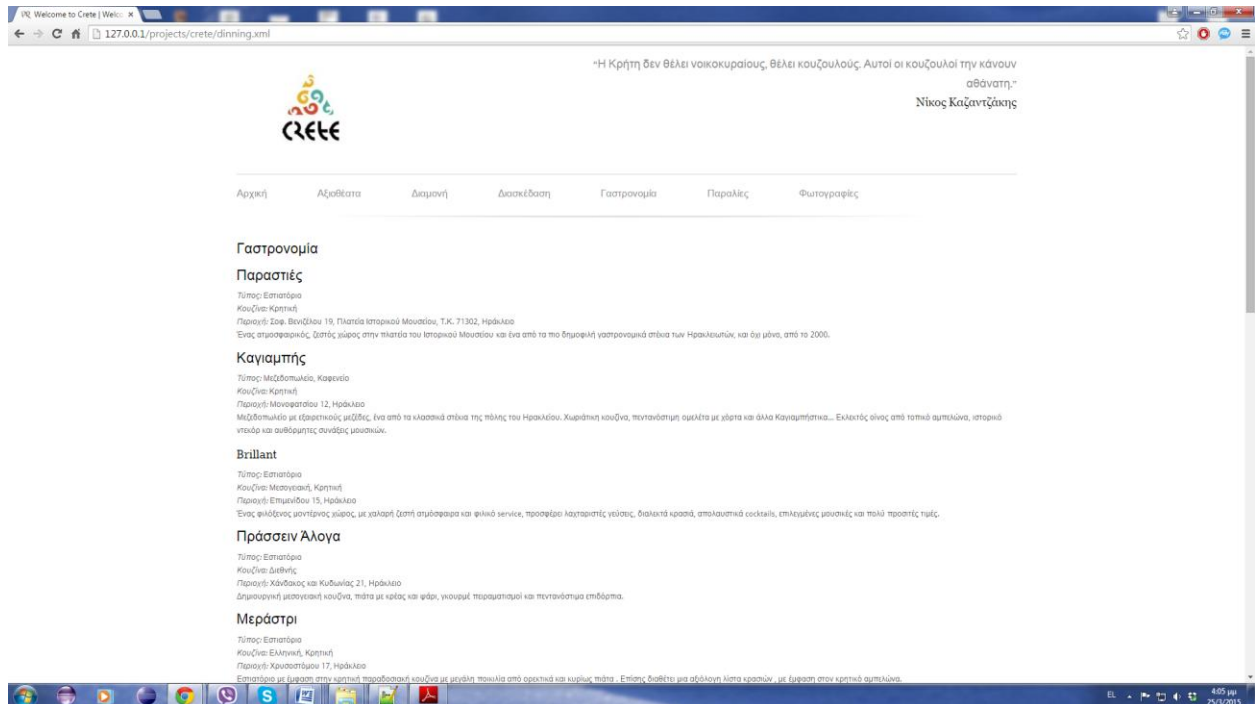 Welcome to Crete | Welc
127.0.0.1/projects/crete/dinning.xml
"Η Κρήτη δεν θέλει νοικοκυραίους, θέλει κουζουλούς. Αυτοί οι κουζουλοί την κάνουν
αθάνατη."
Νίκος Καζαντζάκης
CRETE
Αρχική Αξιοθέατα Διαμονή Διασκέδαση Γαστρονομία Παραλίες Φωτογραφίες
Γαστρονομία
Παραστιές
Τύπος: Εστιατόριο
Κουζίνα: Κρητική
Περιοχή: Σοφ. Βενιζέλου 19, Πλατεία Ιστορικού Μουσείου, Τ.Κ. 71302, Ηράκλειο
Ένας ατμοσφαιρικός, ζεστός χώρος στην πλατεία του Ιστορικού Μουσείου και ένα από τα πιο δημοφιλή γαστρονομικά στέκια των Ηρακλειωτών, και όχι μόνο, από το 2000.
Καγιαμπής
Τύπος: Μεζεδοπωλείο, Καφενείο
Κουζίνα: Κρητική
Περιοχή: Μονοφατσίου 12, Ηράκλειο
Μεζεδοπωλείο με εξαιρετικούς μεζέδες, ένα από τα κλασσικά στέκια της πόλης του Ηρακλείου. Χωριάτικη κουζίνα, πεντανόστιμη ομελέτα με χόρτα και άλλα Καγιαμπήστικα... Εκλεκτός οίνος από τοπικό αμπελώνα, ιστορικό
ντεκόρ και αυθόρμητες συνάξεις μουσικών.
Brillant
Τύπος: Εστιατόριο
Κουζίνα: Μεσογειακή, Κρητική
Περιοχή: Επιμενίδου 15, Ηράκλειο
Ένας φιλόξενος μοντέρνος χώρος, με χαλαρή ζεστή ατμόσφαιρα και φιλικό service, προσφέρει λαχταριστές γεύσεις, διαλεχτά κρασιά, απολαυστικά cocktails, επιλεγμένες μουσικές και πολύ προσιτές τιμές.
Πράσσειν Άλογα
Τύπος: Εστιατόριο
Κουζίνα: Διεθνής
Περιοχή: Χάνδακος και Κυδωνίας 21, Ηράκλειο
Δημιουργική μεσογειακή κουζίνα, πιάτα με κρέας και ψάρι, γκουρμέ πειραματισμοί και πεντανόστιμα επιδόρπια.
Μεράστρι
Τύπος: Εστιατόριο
Κουζίνα: Ελληνική, Κρητική
Περιοχή: Χρυσοστόμου 17, Ηράκλειο
Εστιατόριο με έμφαση στην κρητική παραδοσιακή κουζίνα με μεγάλη ποικιλία από ορεκτικά και κυρίως πιάτα . Επίσης διαθέτει μια αξιόλογη λίστα κρασιών , με έμφαση στον κρητικό αμπελώνα.
EL 4:05 μμ
25/3/2015